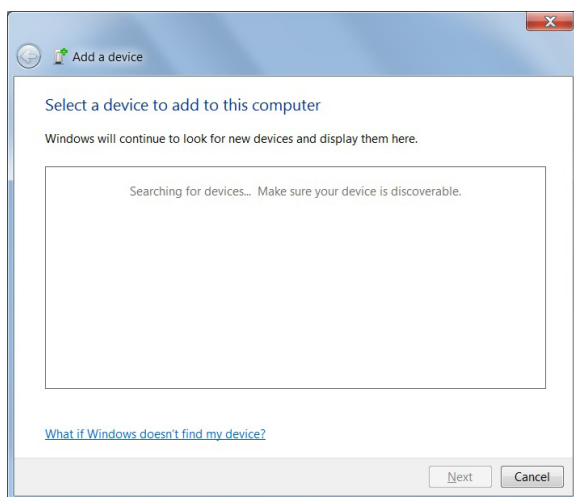 Add a device
Select a device to add to this computer
Windows will continue to look for new devices and display them here.
Searching for devices... Make sure your device is discoverable.
What if Windows doesn't find my device?
Next Cancel